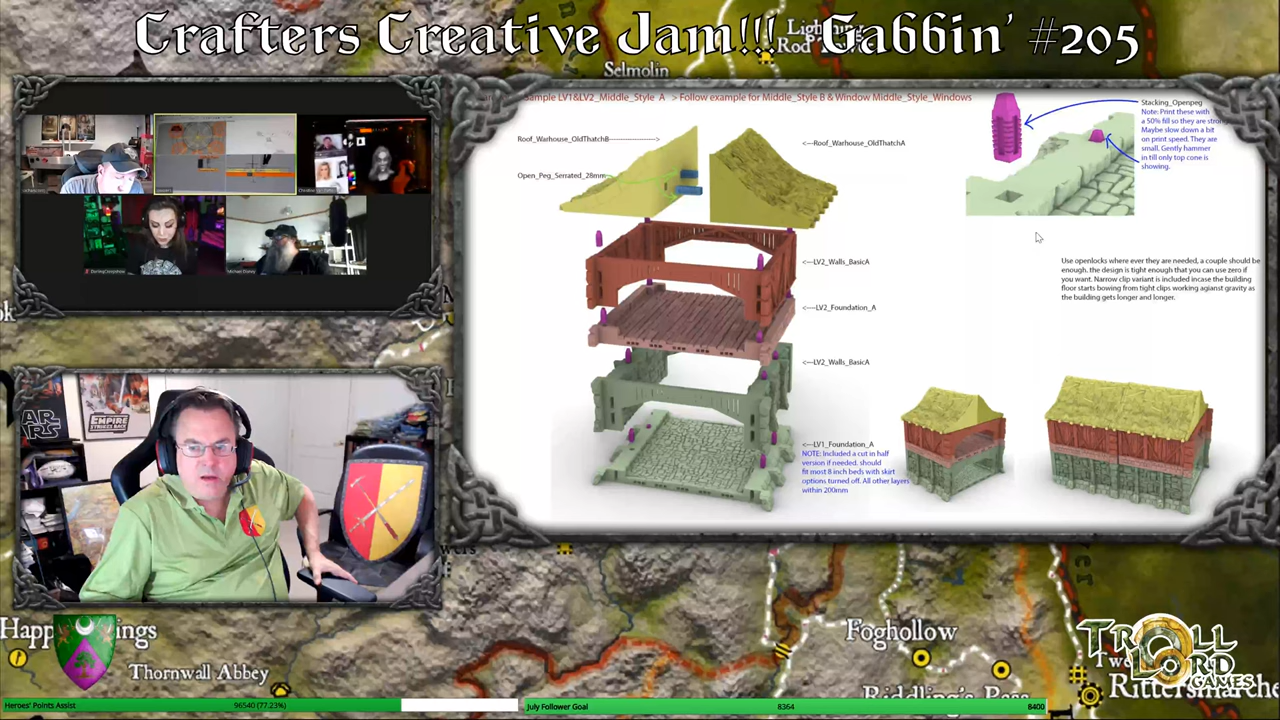 Crafters Creative Jam!!! Gabbin' #205
Selmolin
Sample LV1&LV2_Middle_Style A > Follow example for Middle_Style B & Window Middle_Style_Windows
Roof_Warhouse_OldThatchB-------------------->
<--Roof_Warhouse_OldThatchA
Open_Peg_Serrated_28mm
<---LV2_Walls_BasicA
<----LV2_Foundation_A
<---LV2_Walls_BasicA
<----LV1_Foundation_A
NOTE: Included a cut in half
version if needed. should
fit most 8 inch beds with skirt
options turned off. All other layers
within 200mm
Stacking_Openpeg
Note: Print these with
a 50% fill so they are strong
Maybe slow down a bit
on print speed. They are
small. Gently hammer
in till only top cone is
showing.
Use openlocks where ever they are needed, a couple should be
enough, the design is tight enough that you can use zero if
you want. Narrow clip variant is included incase the building
floor starts bowing from tight clips working agianst gravity as
the building gets longer and longer.
EMPIRE
STRIKES
BACK
Thornwall Abbey
Foghollow
TROLL
LORD
GAMES
Heroes' Points Assist 96540 (77.23%)
July Follower Goal 8364 8400